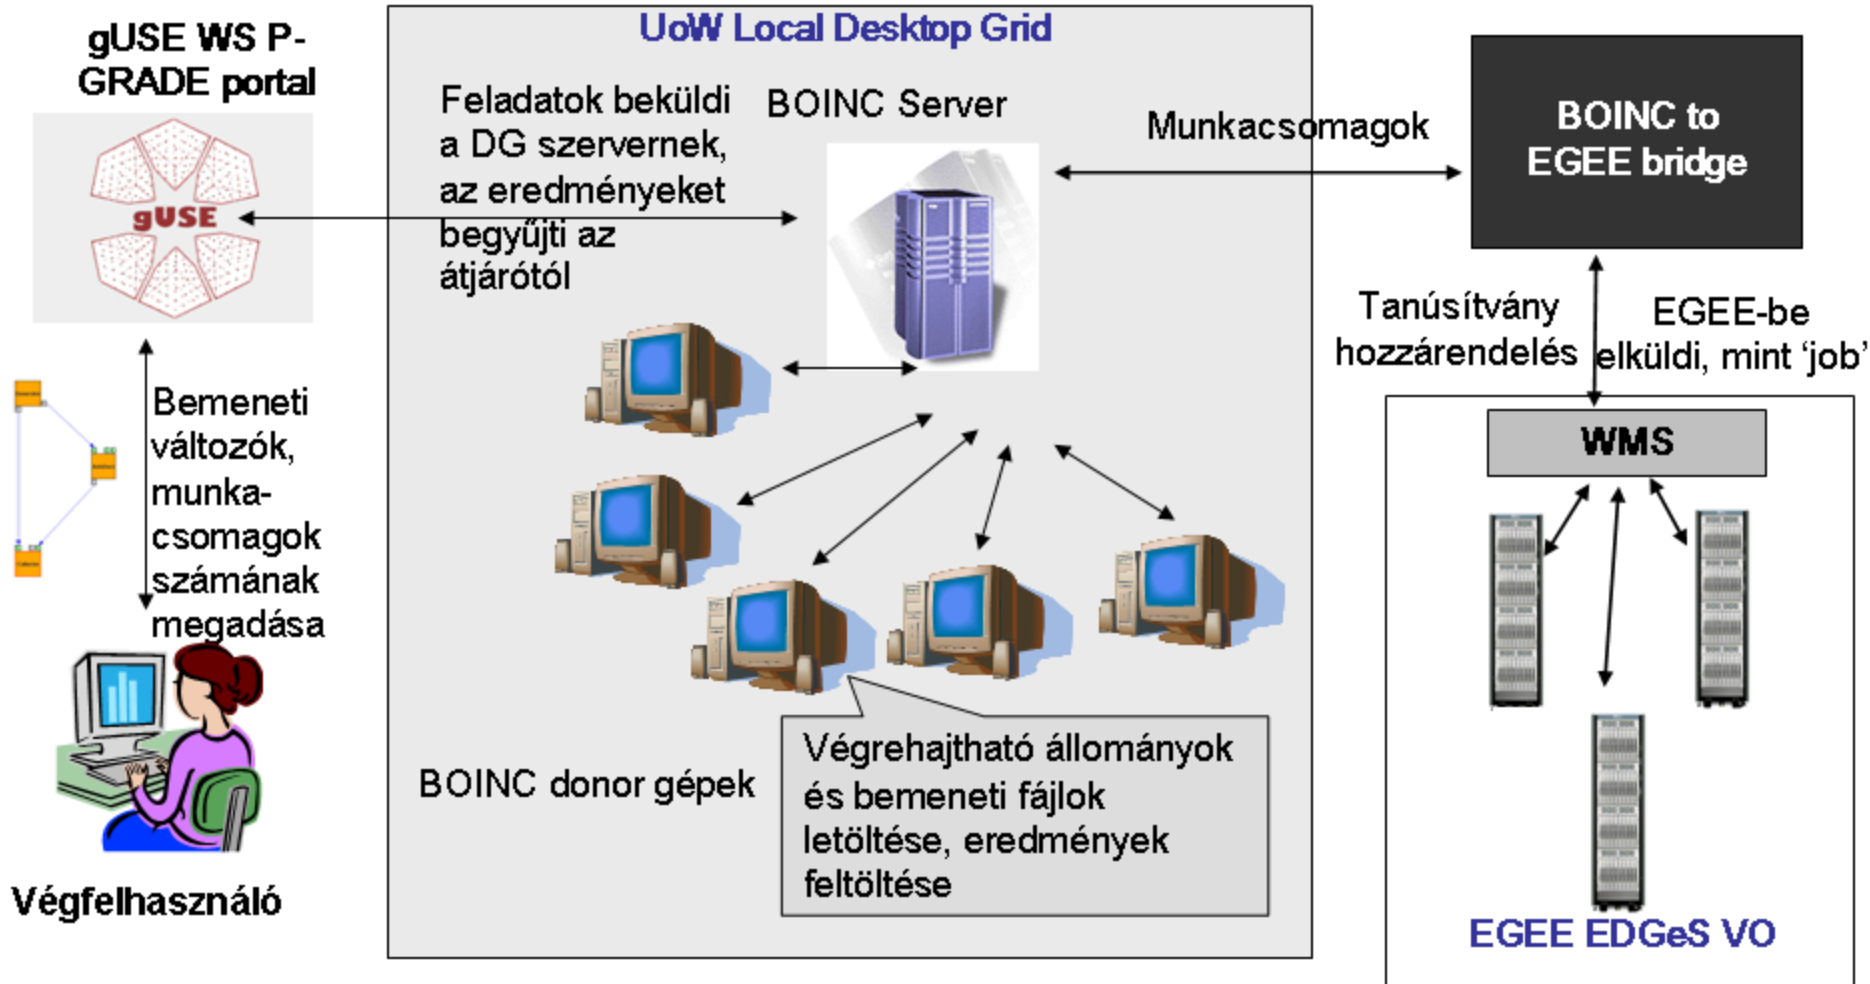 gUSE WS P-
GRADE portal
gUSE
Bemeneti
változók,
munka-
csomagok
számának
megadása
Végfelhasználó
UoW Local Desktop Grid
Feladatok beküldi
a DG szervernek,
az eredményeket
begyűjti az
átjárótól
BOINC Server
BOINC donor gépek
Végrehajtható állományok
és bemeneti fájlok
letöltése, eredmények
feltöltése
Munkacsomagok
BOINC to
EGEE bridge
Tanúsítvány
hozzárendelés
EGEE-be
elküldi, mint ‘job’
WMS
EGEE EDGeS VO